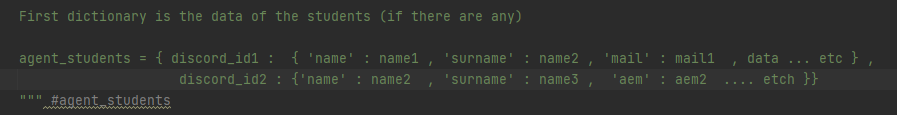 First dictionary is the data of the students (if there are any)
agent_students = { discord_id1 :  { 'name' : name1 , 'surname' : name2 , 'mail' : mail1  , data ... etc } ,
discord_id2 : {'name' : name2  , 'surname' : name3 ,  'aem' : aem2  .... etch }}
""" #agent_students